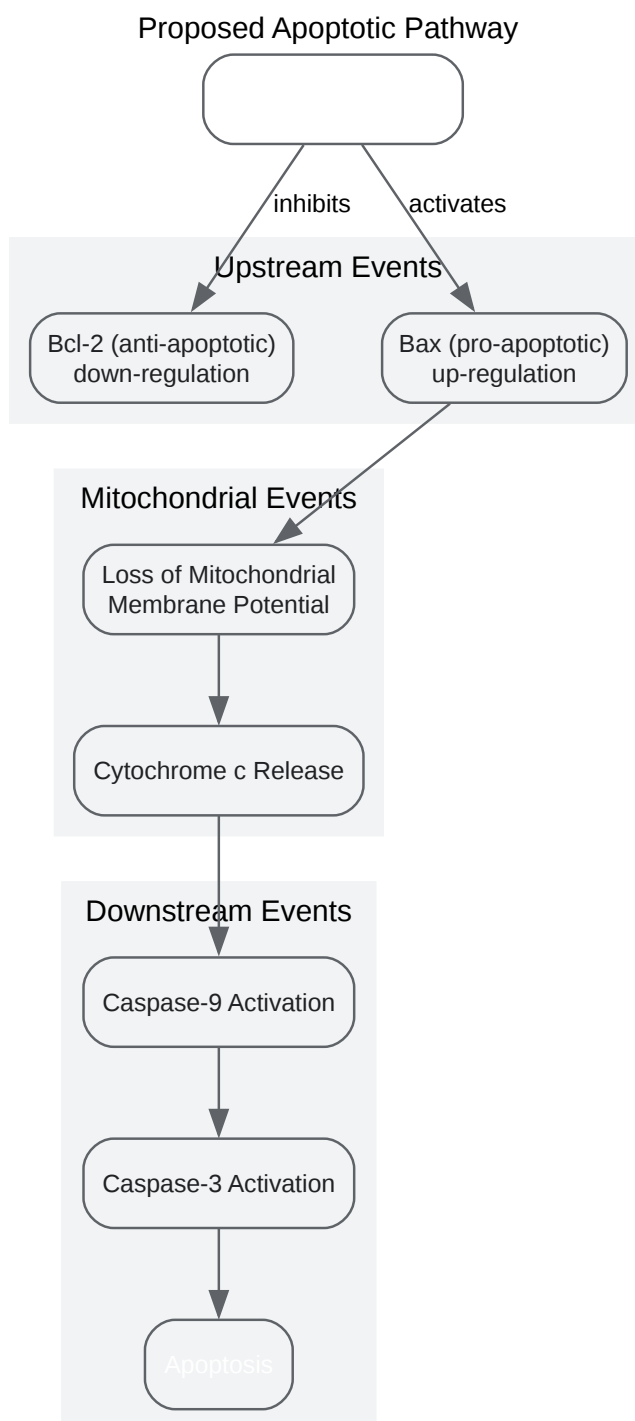 Proposed Apoptotic Pathway
inhibits
activates
Upstream Events
Bcl-2 (anti-apoptotic)
down-regulation
Bax (pro-apoptotic)
up-regulation
Mitochondrial Events
Loss of Mitochondrial
Membrane Potential
Cytochrome c Release
Downstream Events
Caspase-9 Activation
Caspase-3 Activation
Apoptosis